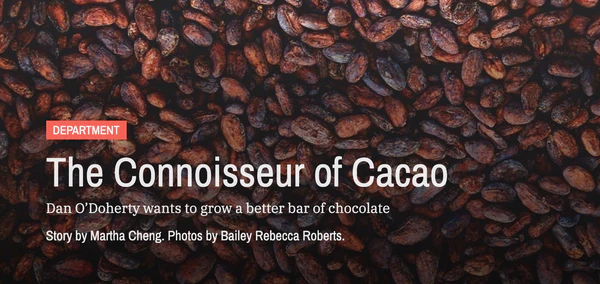 DEPARTMENT
The Connoisseur of Cacao
Dan O’Doherty wants to grow a better bar of chocolate
Story by Martha Cheng. Photos by Bailey Rebecca Roberts.